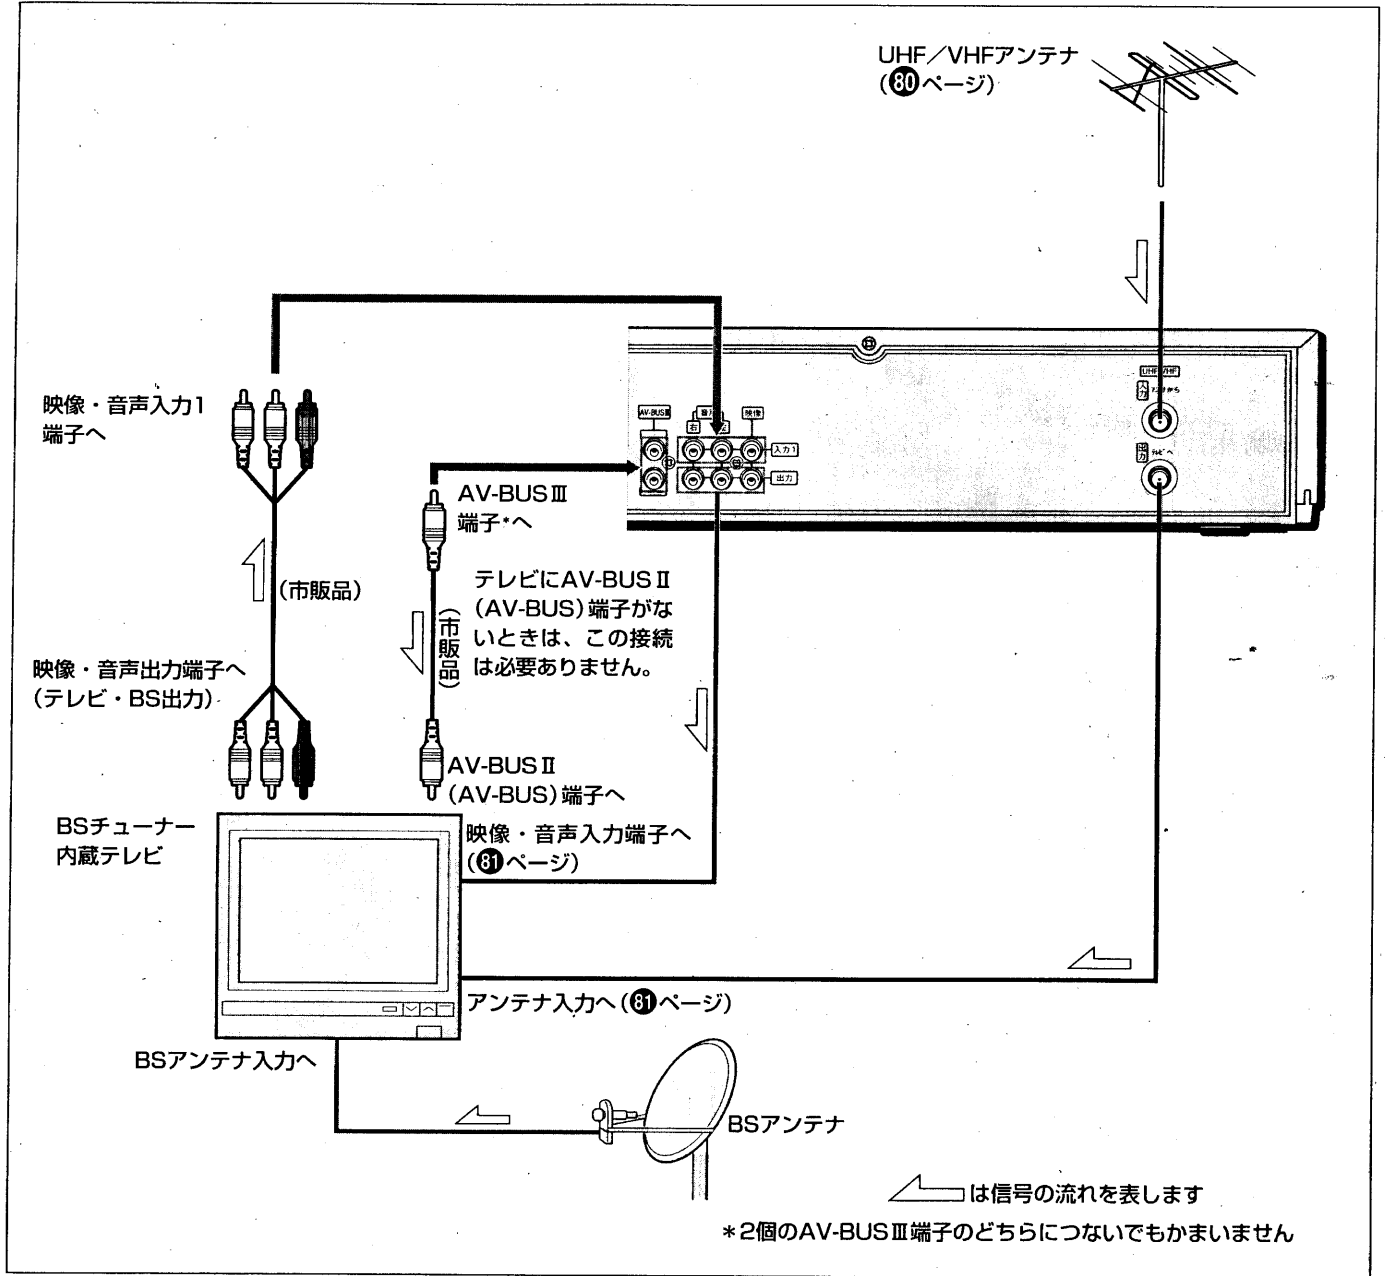 UHF／VHFアンテナ
（80ページ）
UHF/VHF
入力
アンテナから
映像・音声入力1
端子へ
AV-BUSⅢ
映像
右
入力1
出力
出力
テレビへ
AV-BUSⅢ
端子*へ
テレビにAV-BUSⅡ
（AV-BUS）端子がな
いときは、この接続
は必要ありません。
（市販品）
（市販品）
映像・音声出力端子へ
（テレビ・BS出力）
AV-BUSⅡ
（AV-BUS）端子へ
BSチューナー
内蔵テレビ
映像・音声入力端子へ
（81ページ）
アンテナ入力へ（81ページ）
BSアンテナ入力へ
BSアンテナ
は信号の流れを表します
＊2個のAV-BUSⅢ端子のどちらにつないでもかまいません